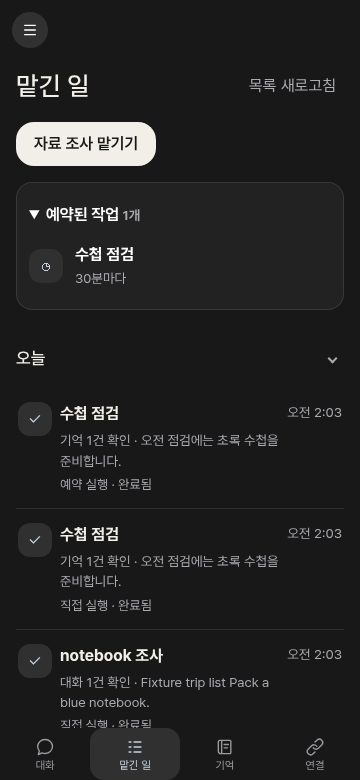 맡긴 일
목록 새로고침
자료 조사 맡기기
▼ 예약된 작업 1개
수첩 점검
30분마다
오늘
수첩 점검
오전 2:03
기억 1건 확인 · 오전 점검에는 초록 수첩을
준비합니다.
예약 실행 · 완료됨
수첩 점검
오전 2:03
기억 1건 확인 · 오전 점검에는 초록 수첩을
준비합니다.
직접 실행 · 완료됨
notebook 조사
오전 2:03
대화 1건 확인 · Fixture trip list Pack a
blue notebook.
직접 실행 · 완료됨
대화
맡긴 일
기억
연결